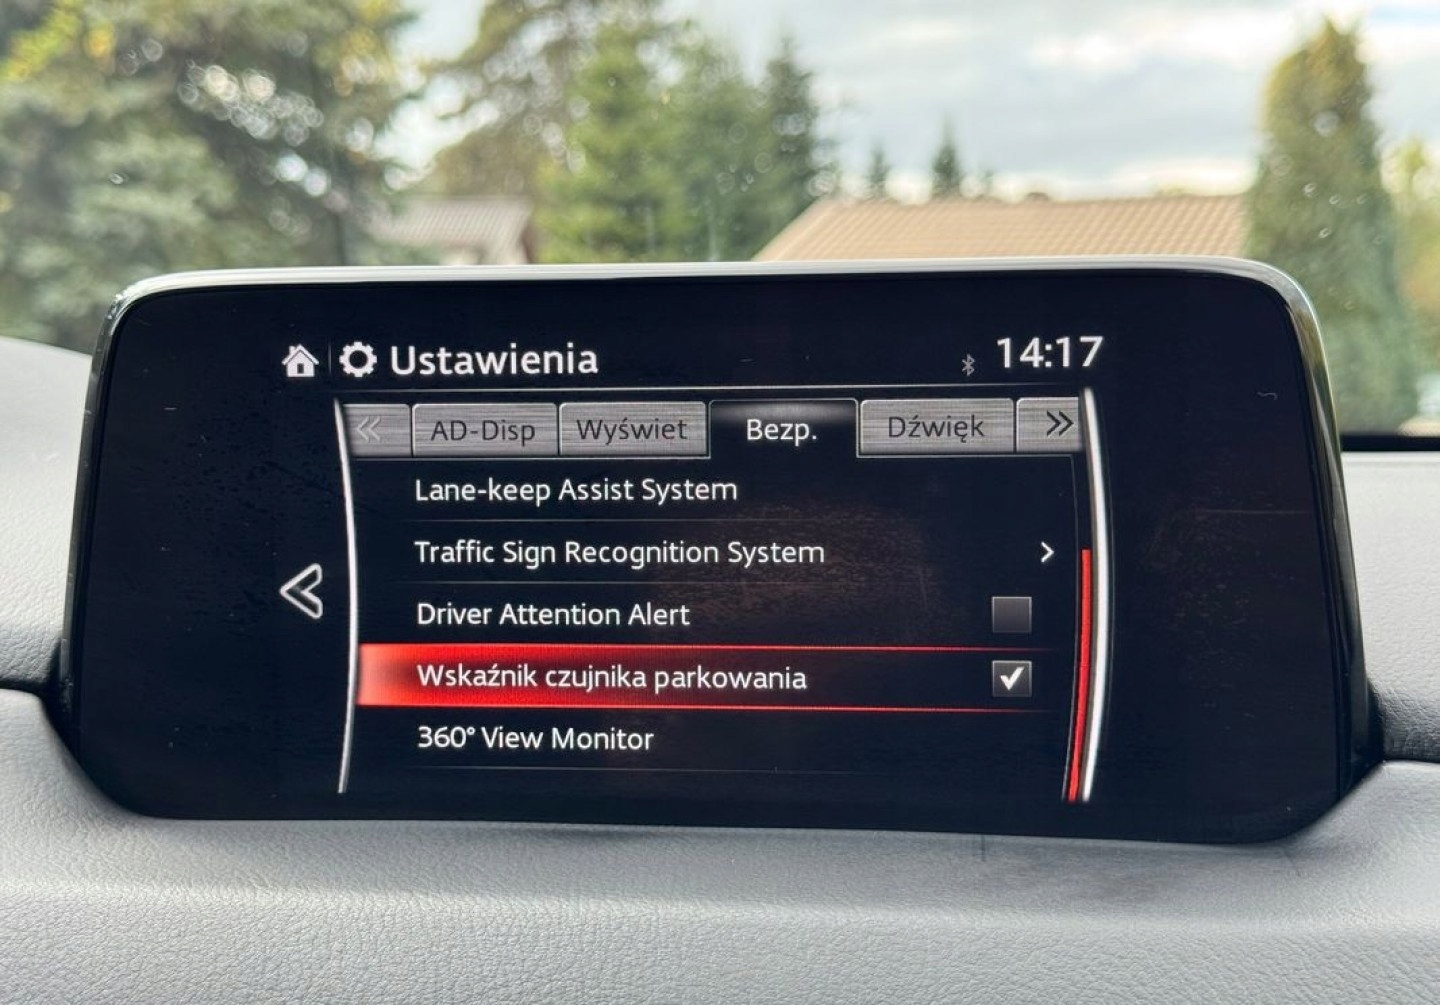 Ustawienia 14:17
AD-Disp Wyświet Bezp. Dźwięk
Lane-keep Assist System
Traffic Sign Recognition System
Driver Attention Alert
Wskaźnik czujnika parkowania
360° View Monitor